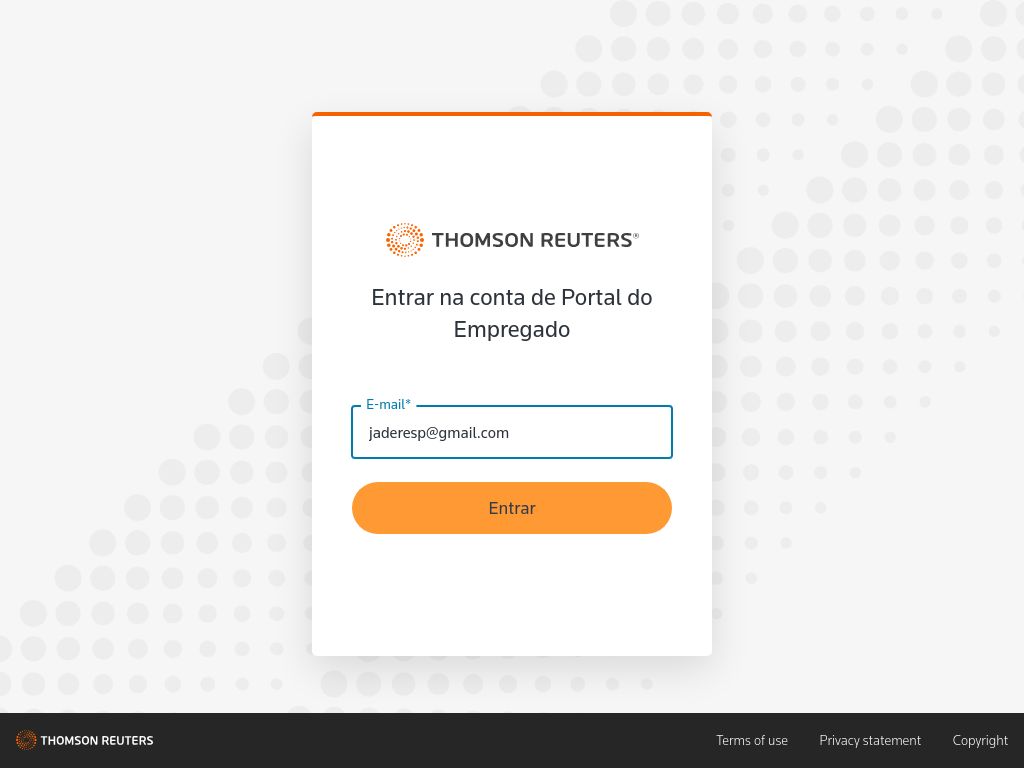 THOMSON REUTERS®
Entrar na conta de Portal do
Empregado
E-mail*
jaderesp@gmail.com
Entrar
THOMSON REUTERS
Terms of use
Privacy statement
Copyright